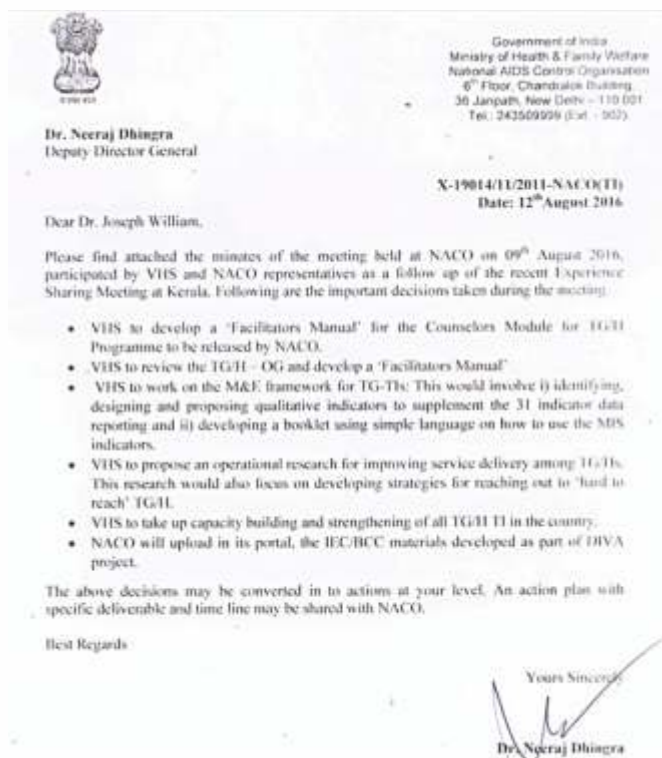 Government of India
Ministry of Health & Family Welfare
National AIDS Control Organisation
6th Floor, Chandralok Building,
36 Janpath, New Delhi – 110 001
Tel.: 243509999 (Ext. - 902)
Dr. Neeraj Dhingra
Deputy Director General
X-19014/11/2011-NACO(TI)
Date: 12th August 2016
Dear Dr. Joseph William,
Please find attached the minutes of the meeting held at NACO on 09th August 2016,
participated by VHS and NACO representatives as a follow up of the recent Experience
Sharing Meeting at Kerala. Following are the important decisions taken during the meeting
• VHS to develop a 'Facilitators Manual' for the Counselors Module for TG/H
Programme to be released by NACO.
• VHS to review the TG/H – OG and develop a 'Facilitators Manual'
• VHS to work on the M&E framework for TG-TIs: This would involve i) identifying,
designing and proposing qualitative indicators to supplement the 31 indicator data
reporting and ii) developing a booklet using simple language on how to use the MIS
indicators.
• VHS to propose an operational research for improving service delivery among TG/Hs.
This research would also focus on developing strategies for reaching out to 'hard to
reach' TG/H.
• VHS to take up capacity building and strengthening of all TG/H TI in the country.
• NACO will upload in its portal, the IEC/BCC materials developed as part of DIVA
project.
The above decisions may be converted in to actions at your level. An action plan with
specific deliverable and time line may be shared with NACO.
Best Regards
Yours Sincerely
Dr. Neeraj Dhingra